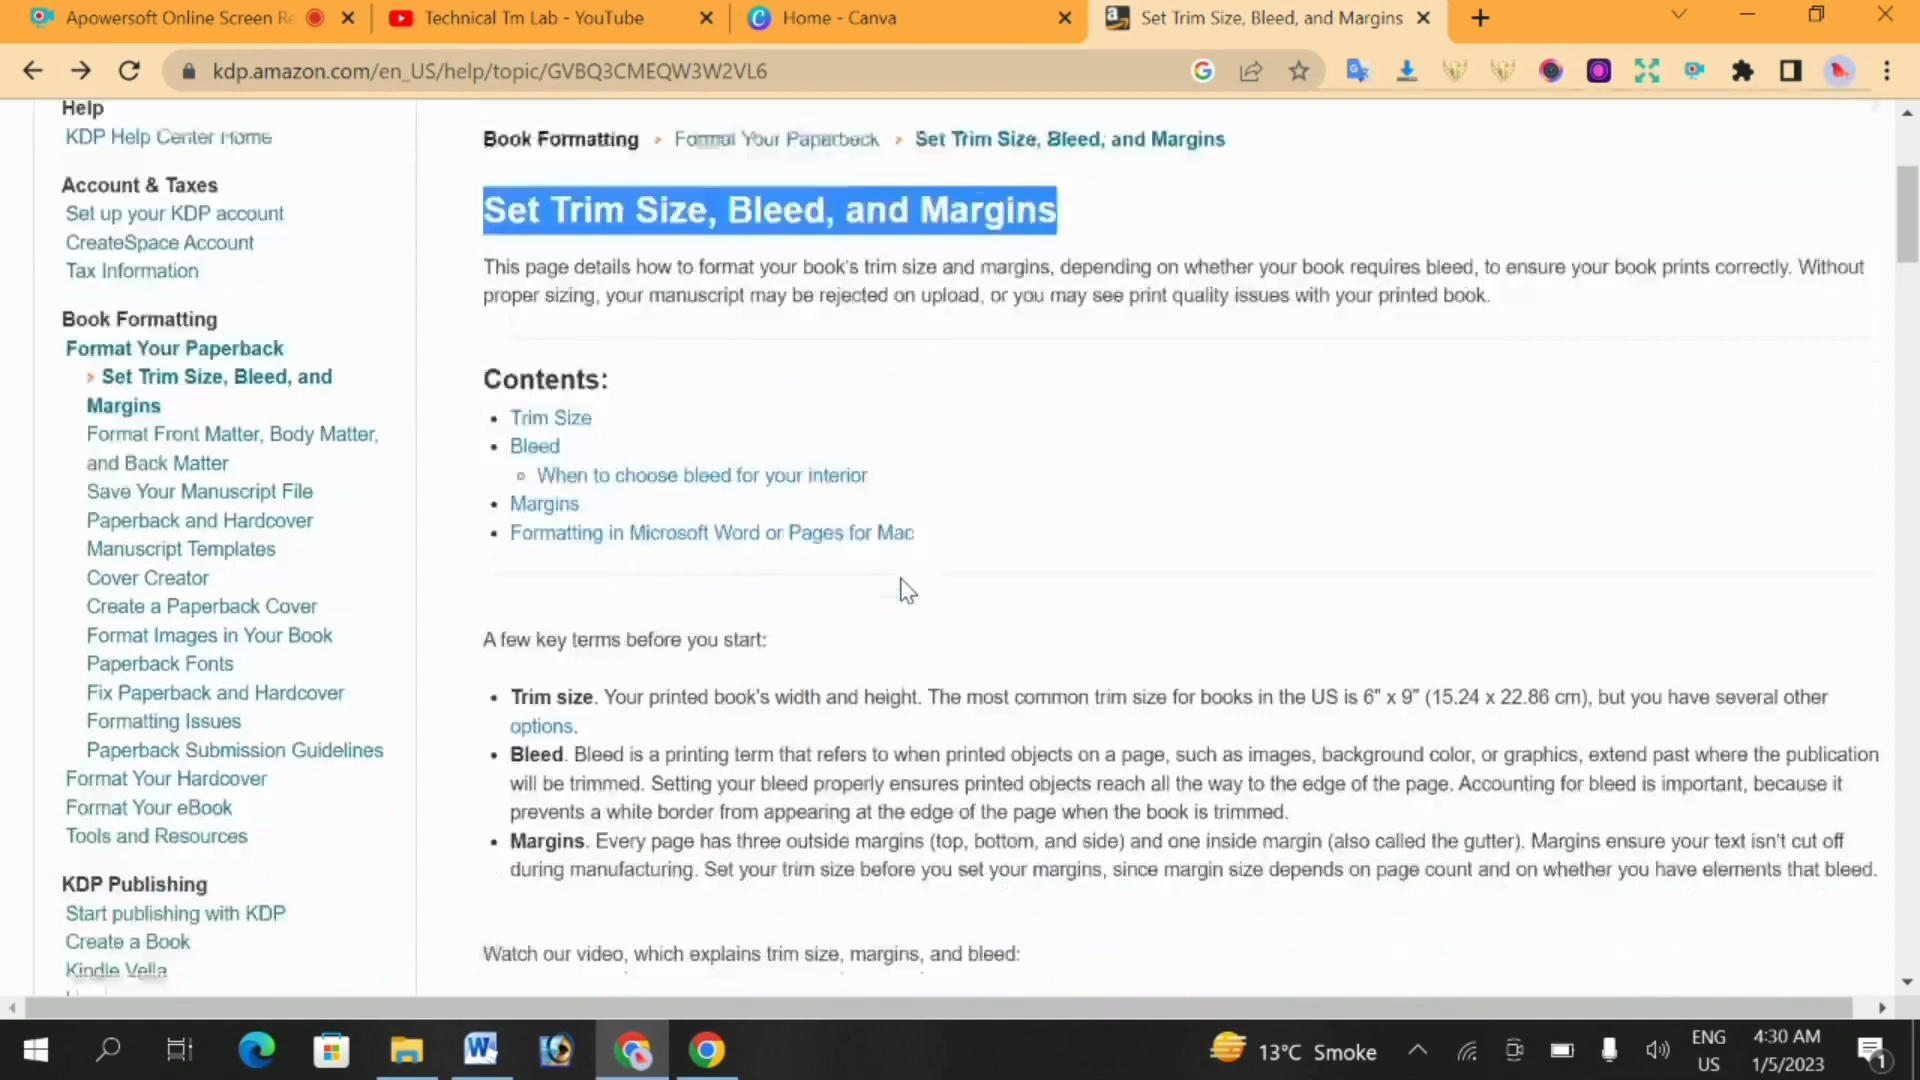 Apowersoft Online Screen Re
Technical Tm Lab - YouTube
Home - Canva
Set Trim Size, Bleed, and Margins
kdp.amazon.com/en_US/help/topic/GVBQ3CMEQW3W2VL6
Help
KDP Help Center Home
Account & Taxes
Set up your KDP account
CreateSpace Account
Tax Information
Book Formatting
Format Your Paperback
Set Trim Size, Bleed, and
Margins
Format Front Matter, Body Matter,
and Back Matter
Save Your Manuscript File
Paperback and Hardcover
Manuscript Templates
Cover Creator
Create a Paperback Cover
Format Images in Your Book
Paperback Fonts
Fix Paperback and Hardcover
Formatting Issues
Paperback Submission Guidelines
Format Your Hardcover
Format Your eBook
Tools and Resources
KDP Publishing
Start publishing with KDP
Create a Book
Kindle Vella
Book Formatting > Format Your Paperback > Set Trim Size, Bleed, and Margins
Set Trim Size, Bleed, and Margins
This page details how to format your book's trim size and margins, depending on whether your book requires bleed, to ensure your book prints correctly. Without
proper sizing, your manuscript may be rejected on upload, or you may see print quality issues with your printed book.
Contents:
• Trim Size
• Bleed
When to choose bleed for your interior
• Margins
• Formatting in Microsoft Word or Pages for Mac
A few key terms before you start:
• Trim size. Your printed book's width and height. The most common trim size for books in the US is 6" x 9" (15.24 x 22.86 cm), but you have several other
options.
• Bleed. Bleed is a printing term that refers to when printed objects on a page, such as images, background color, or graphics, extend past where the publication
will be trimmed. Setting your bleed properly ensures printed objects reach all the way to the edge of the page. Accounting for bleed is important, because it
prevents a white border from appearing at the edge of the page when the book is trimmed.
• Margins. Every page has three outside margins (top, bottom, and side) and one inside margin (also called the gutter). Margins ensure your text isn't cut off
during manufacturing. Set your trim size before you set your margins, since margin size depends on page count and on whether you have elements that bleed.
Watch our video, which explains trim size, margins, and bleed:
13°C Smoke
ENG
US
4:30 AM
1/5/2023
1